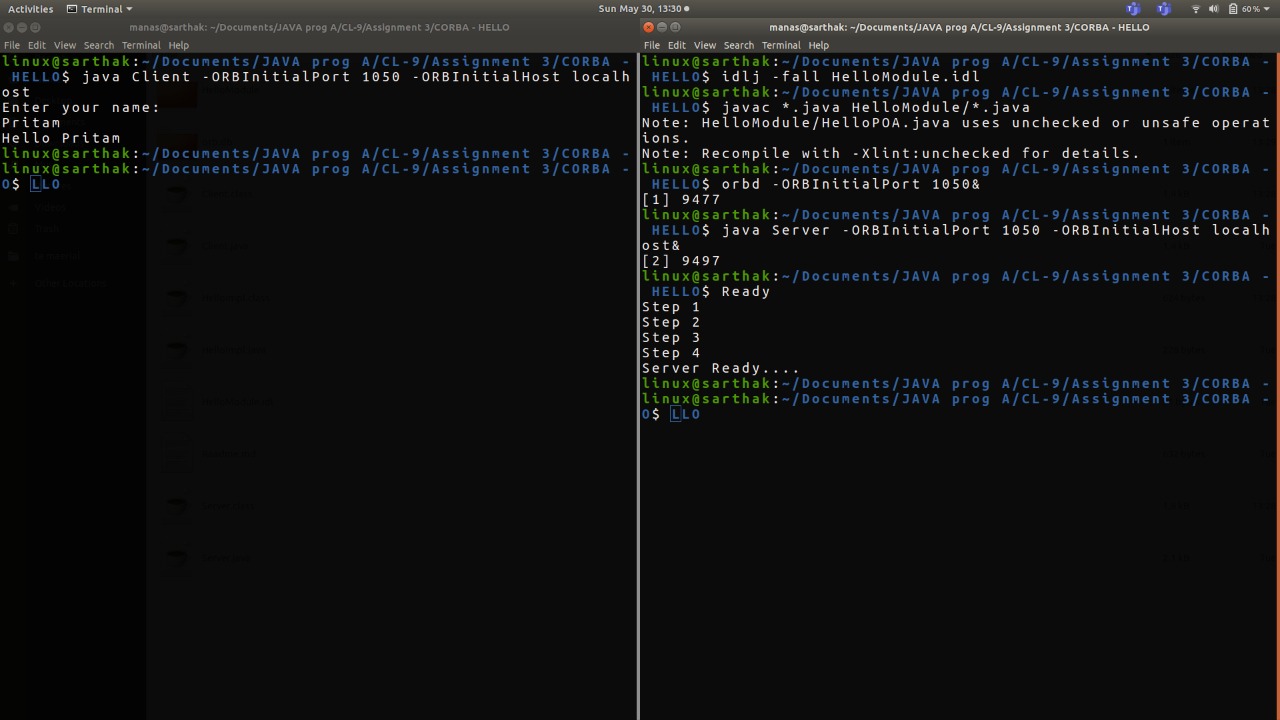 Activities Terminal Sun May 30, 13:30 60 %
manas@sarthak: ~/Documents/JAVA prog A/CL-9/Assignment 3/CORBA - HELLO
File Edit View Search Terminal Help
linux@sarthak:~/Documents/JAVA prog A/CL-9/Assignment 3/CORBA -
HELLO$ java Client -ORBInitialPort 1050 -ORBInitialHost localh
ost
Enter your name:
Pritam
Hello Pritam
linux@sarthak:~/Documents/JAVA prog A/CL-9/Assignment 3/CORBA -
linux@sarthak:~/Documents/JAVA prog A/CL-9/Assignment 3/CORBA -
O$ LLO
manas@sarthak: ~/Documents/JAVA prog A/CL-9/Assignment 3/CORBA - HELLO
File Edit View Search Terminal Help
linux@sarthak:~/Documents/JAVA prog A/CL-9/Assignment 3/CORBA -
HELLO$ idlj -fall HelloModule.idl
linux@sarthak:~/Documents/JAVA prog A/CL-9/Assignment 3/CORBA -
HELLO$ javac *.java HelloModule/*.java
Note: HelloModule/HelloPOA.java uses unchecked or unsafe operat
ions.
Note: Recompile with -Xlint:unchecked for details.
linux@sarthak:~/Documents/JAVA prog A/CL-9/Assignment 3/CORBA -
HELLO$ orbd -ORBInitialPort 1050&
[1] 9477
linux@sarthak:~/Documents/JAVA prog A/CL-9/Assignment 3/CORBA -
HELLO$ java Server -ORBInitialPort 1050 -ORBInitialHost localh
ost&
[2] 9497
linux@sarthak:~/Documents/JAVA prog A/CL-9/Assignment 3/CORBA -
HELLO$ Ready
Step 1
Step 2
Step 3
Step 4
Server Ready....
linux@sarthak:~/Documents/JAVA prog A/CL-9/Assignment 3/CORBA -
linux@sarthak:~/Documents/JAVA prog A/CL-9/Assignment 3/CORBA -
O$ LLO